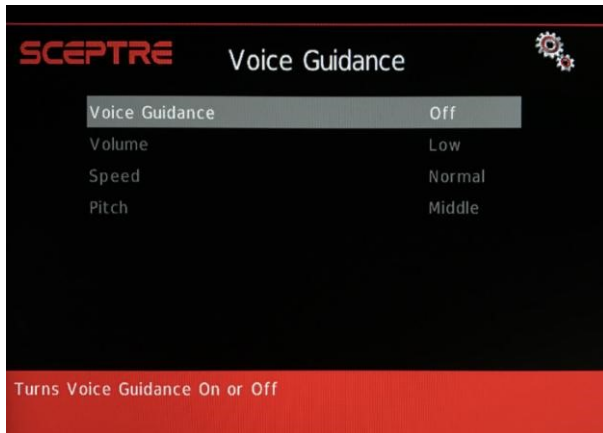 SCEPTRE
Voice Guidance
Voice Guidance Off
Volume Low
Speed Normal
Pitch Middle
Turns Voice Guidance On or Off